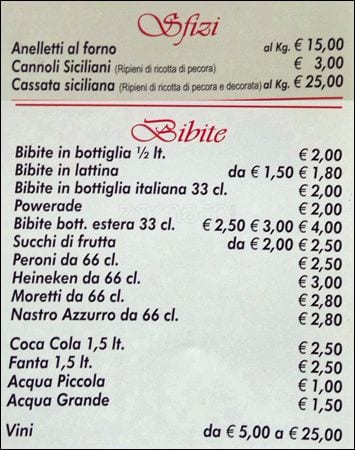 Sfizi
Anelletti al forno al Kg. € 15,00
Cannoli Siciliani (Ripieni di ricotta di pecora) € 3,00
Cassata siciliana (Ripieni di ricotta di pecora e decorata) al Kg. € 25,00
Bibite
Bibite in bottiglia ½ lt. € 2,00
Bibite in lattina da € 1,50 € 1,80
Bibite in bottiglia italiana 33 cl. € 2,00
Powerade € 2,00
Bibite bott. estera 33 cl. € 2,50 € 3,00 € 4,00
Succhi di frutta da € 2,00 € 2,50
Peroni da 66 cl. € 2,50
Heineken da 66 cl. € 3,00
Moretti da 66 cl. € 2,80
Nastro Azzurro da 66 cl. € 2,80
Coca Cola 1,5 lt. € 2,50
Fanta 1,5 lt. € 2,50
Acqua Piccola € 1,00
Acqua Grande € 1,50
Vini da € 5,00 a € 25,00